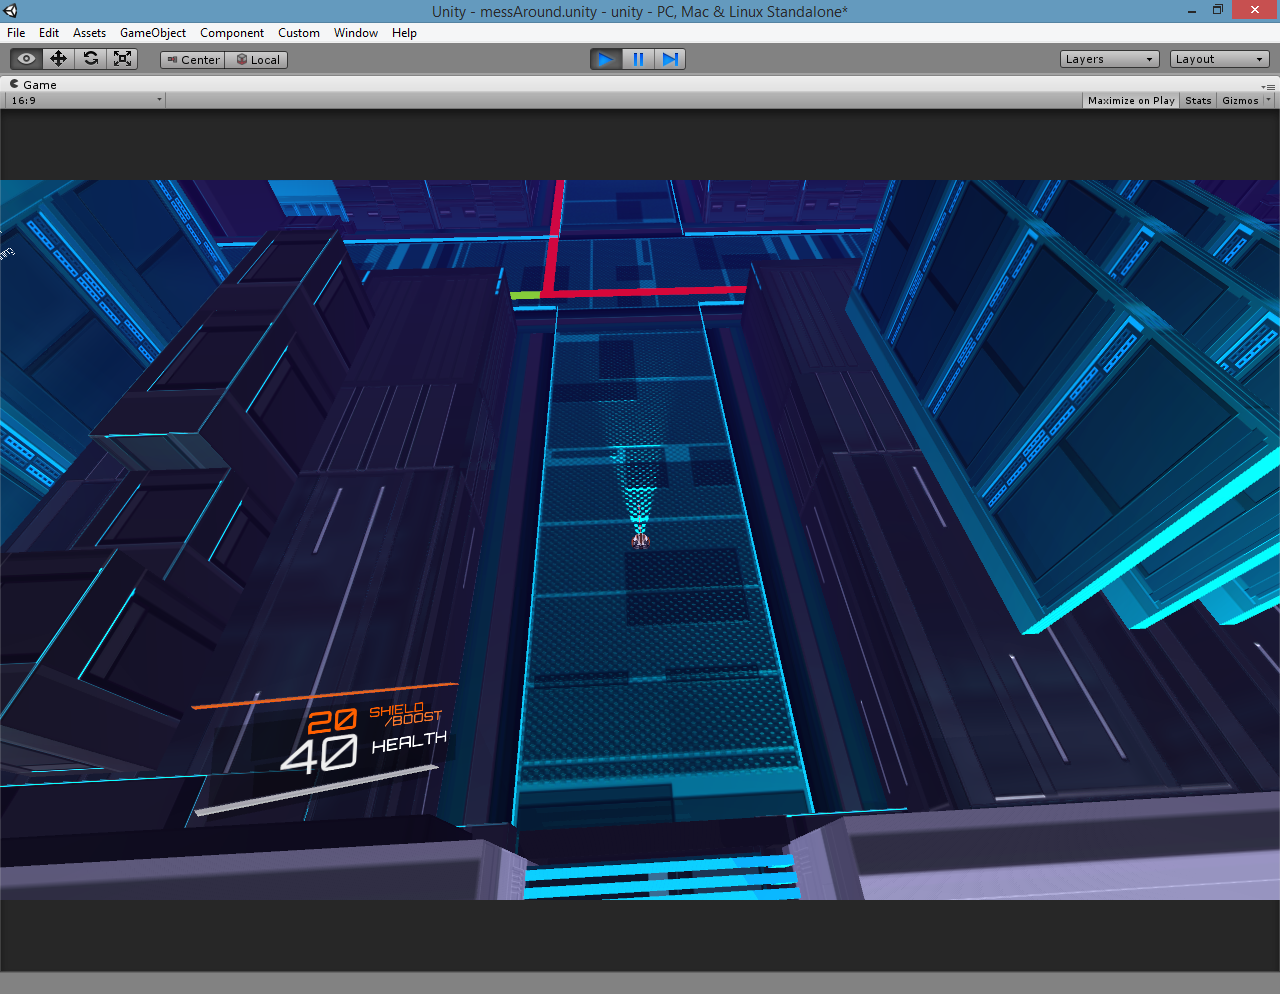 Unity - messAround.unity - unity - PC, Mac & Linux Standalone*
File Edit Assets GameObject Component Custom Window Help
Center Local Layers Layout
Game
16:9 Maximize on Play Stats Gizmos
20 SHIELD
/BOOST
40 HEALTH